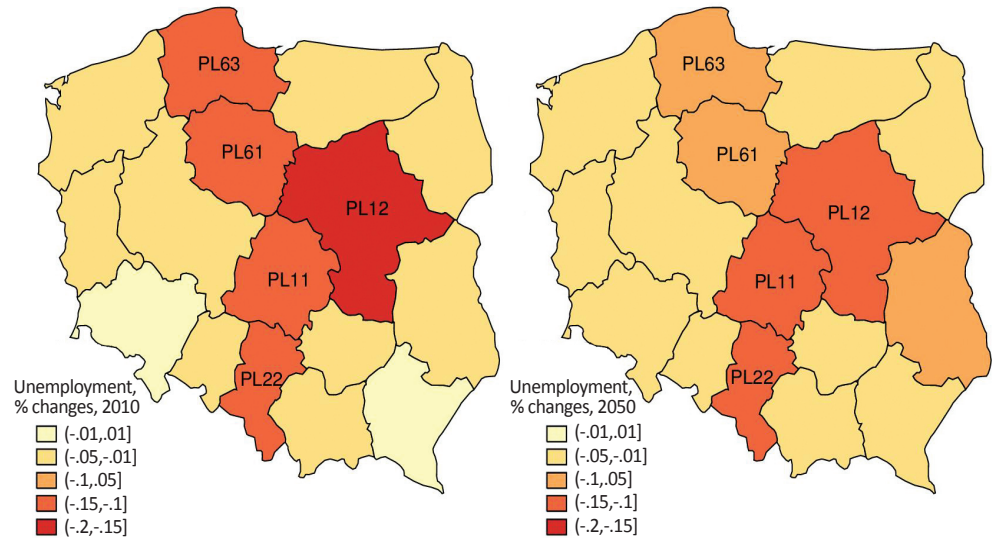 PL63
PL61
PL12
PL11
PL22
Unemployment,
% changes, 2010
(-.01,.01]
(-.05,-.01]
(-.1,.05]
(-.15,-.1]
(-.2,-.15]
PL63
PL61
PL12
PL11
PL22
Unemployment,
% changes, 2050
(-.01,.01]
(-.05,-.01]
(-.1,.05]
(-.15,-.1]
(-.2,-.15]